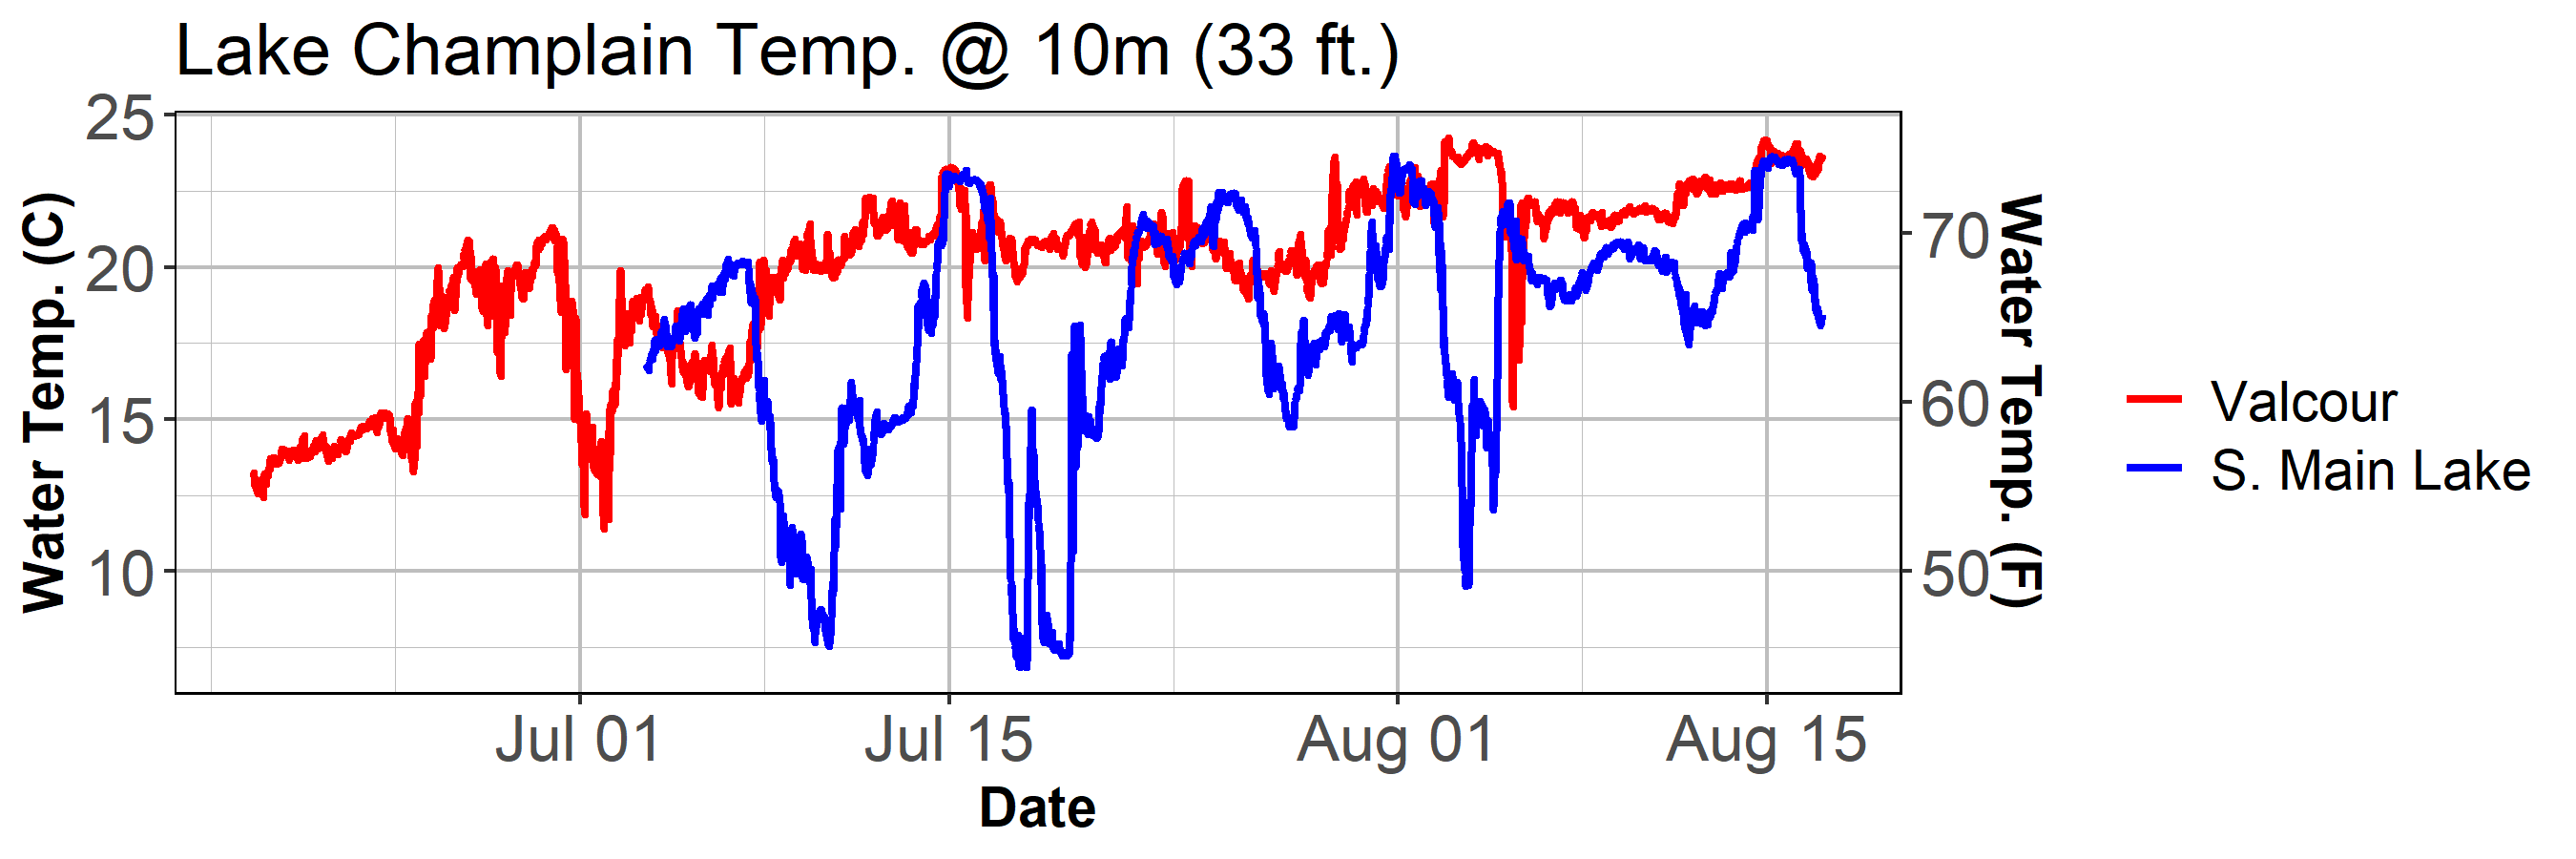 Lake Champlain Temp. @ 10m (33 ft.)
Water Temp. (C)
25
20
15
10
70
60
50
Water Temp. (F)
Jul 01
Jul 15
Aug 01
Aug 15
Date
Valcour
S. Main Lake